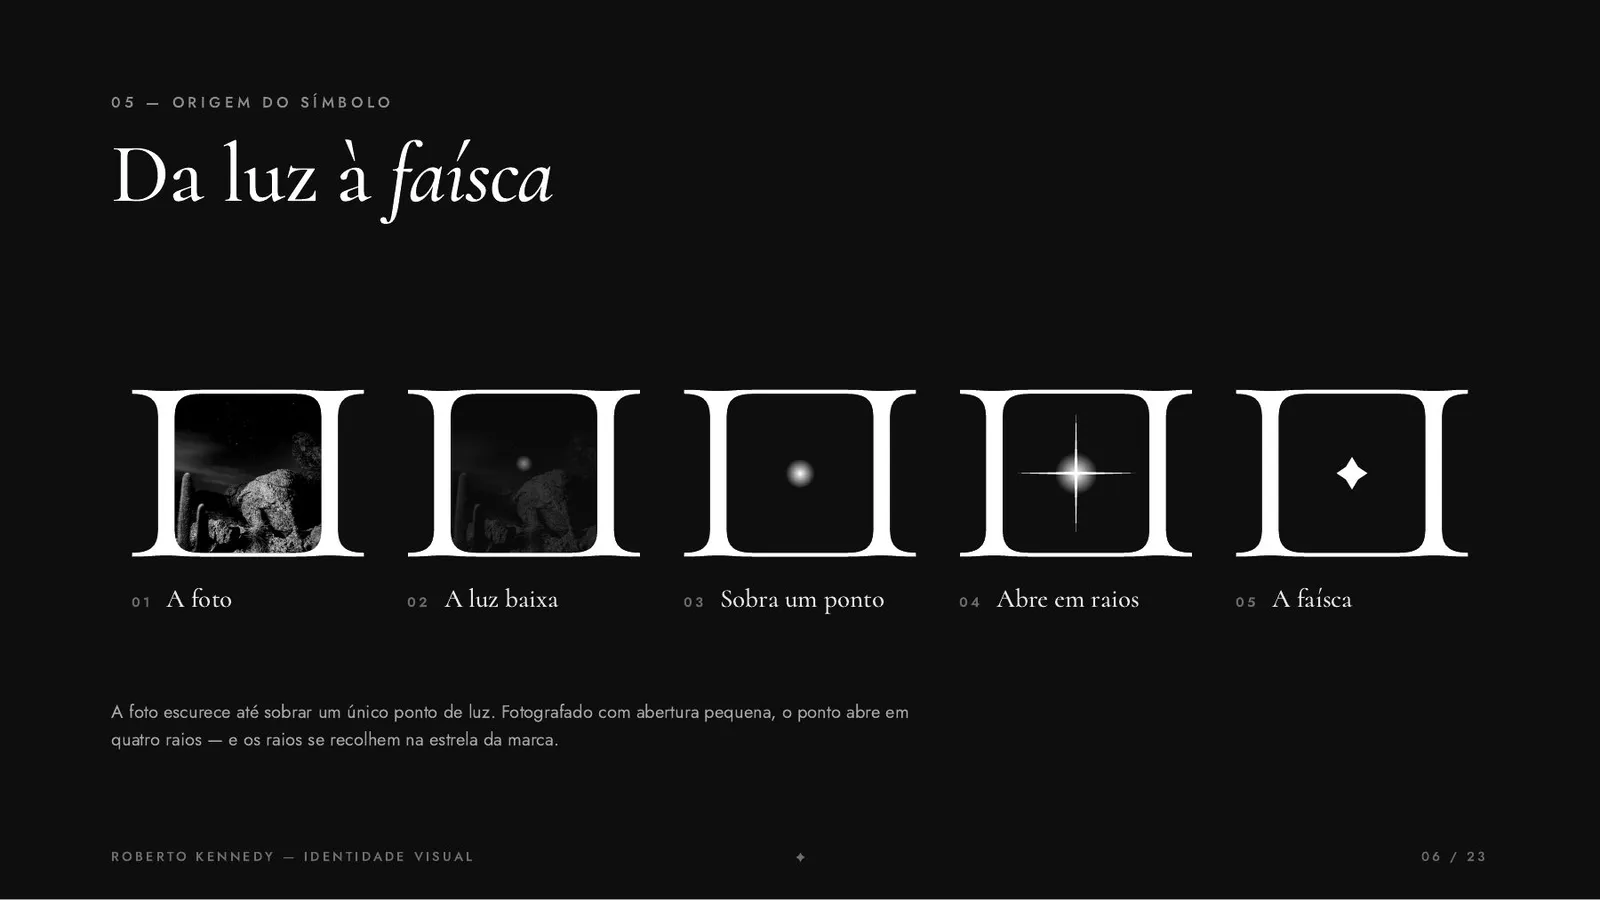 05 — ORIGEM DO SÍMBOLO
Da luz à faísca
01 A foto
02 A luz baixa
03 Sobra um ponto
04 Abre em raios
05 A faísca
A foto escurece até sobrar um único ponto de luz. Fotografado com abertura pequena, o ponto abre em
quatro raios — e os raios se recolhem na estrela da marca.
ROBERTO KENNEDY — IDENTIDADE VISUAL
06 / 23